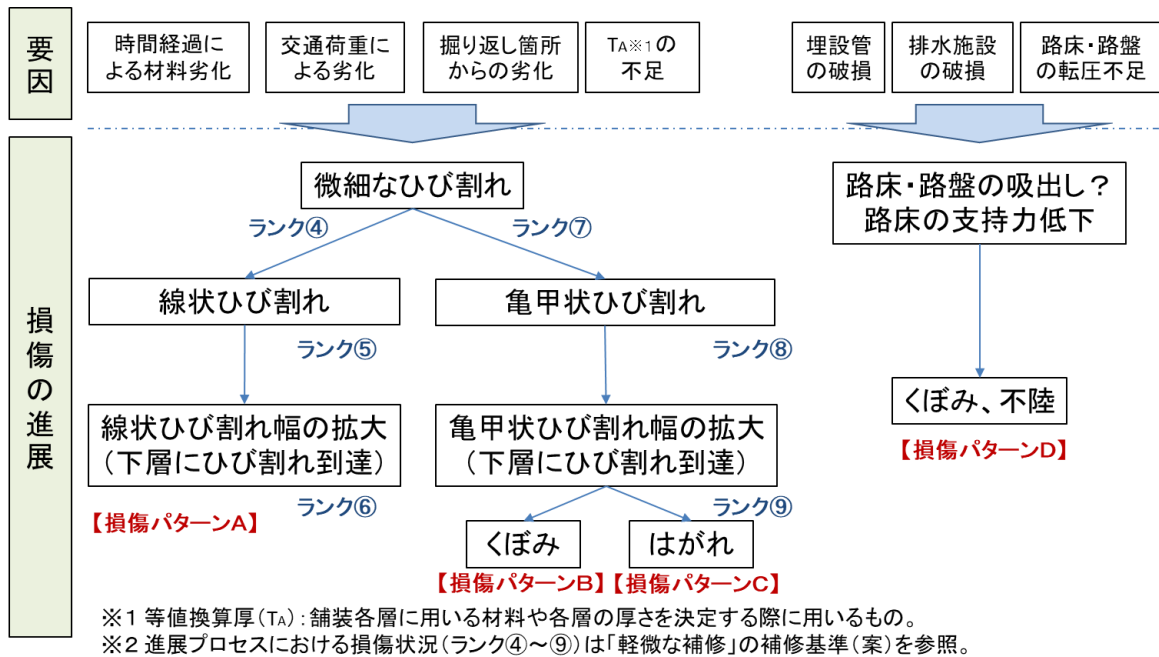 要因
時間経過に
よる材料劣化
交通荷重に
よる劣化
掘り返し箇所
からの劣化
TA※1の
不足
埋設管
の破損
排水施設
の破損
路床・路盤
の転圧不足
損傷の進展
微細なひび割れ
ランク④
ランク⑦
線状ひび割れ
亀甲状ひび割れ
ランク⑤
ランク⑧
線状ひび割れ幅の拡大
(下層にひび割れ到達)
亀甲状ひび割れ幅の拡大
(下層にひび割れ到達)
ランク⑥
ランク⑨
【損傷パターンA】
くぼみ
はがれ
【損傷パターンB】
【損傷パターンC】
路床・路盤の吸出し?
路床の支持力低下
くぼみ、不陸
【損傷パターンD】
※1 等値換算厚(TA):舗装各層に用いる材料や各層の厚さを決定する際に用いるもの。
※2 進展プロセスにおける損傷状況(ランク④~⑨)は「軽微な補修」の補修基準(案)を参照。